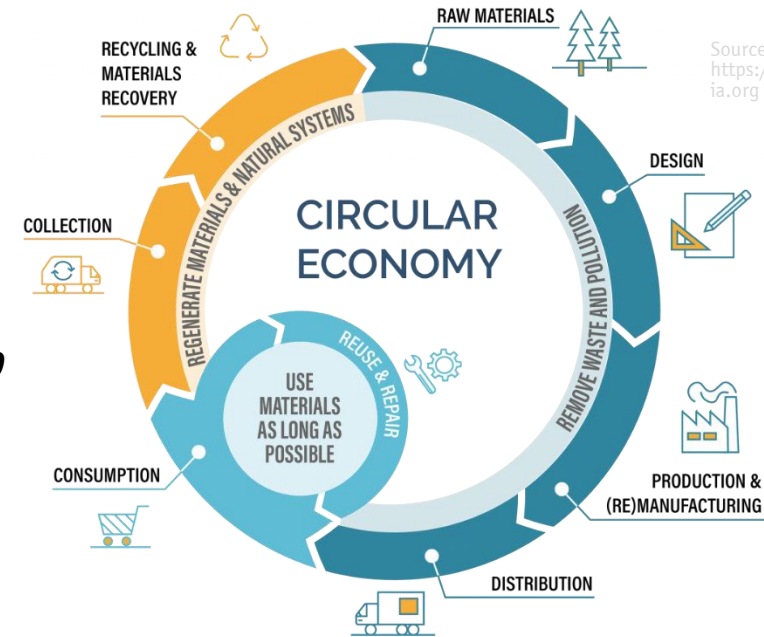 RAW MATERIALS
RECYCLING &
MATERIALS
RECOVERY
Source
https:/
ia.org
DESIGN
COLLECTION
CIRCULAR
ECONOMY
REGENERATE MATERIALS & NATURAL SYSTEMS
REMOVE WASTE AND POLLUTION
REUSE & REPAIR
USE
MATERIALS
AS LONG AS
POSSIBLE
CONSUMPTION
PRODUCTION &
(RE)MANUFACTURING
DISTRIBUTION